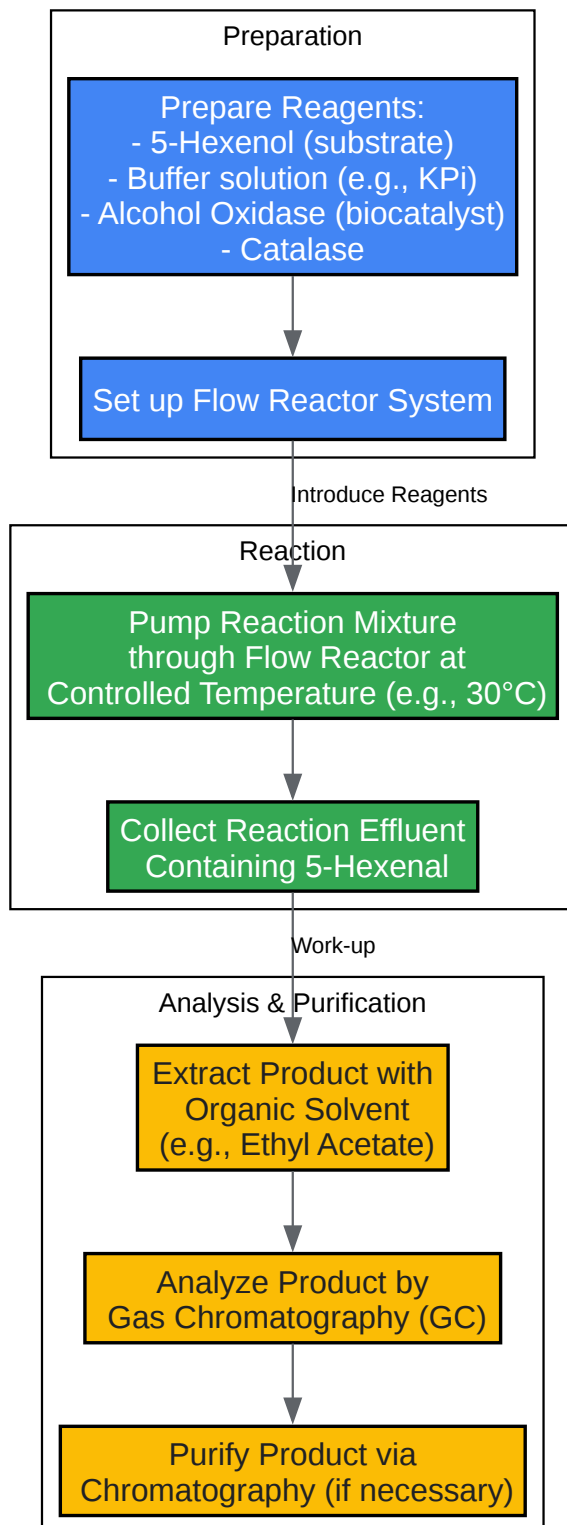 Preparation
Prepare Reagents:
- 5-Hexenol (substrate)
- Buffer solution (e.g., KPi)
- Alcohol Oxidase (biocatalyst)
- Catalase
Set up Flow Reactor System
Introduce Reagents
Reaction
Pump Reaction Mixture
through Flow Reactor at
Controlled Temperature (e.g., 30°C)
Collect Reaction Effluent
Containing 5-Hexenal
Work-up
Analysis & Purification
Extract Product with
Organic Solvent
(e.g., Ethyl Acetate)
Analyze Product by
Gas Chromatography (GC)
Purify Product via
Chromatography (if necessary)